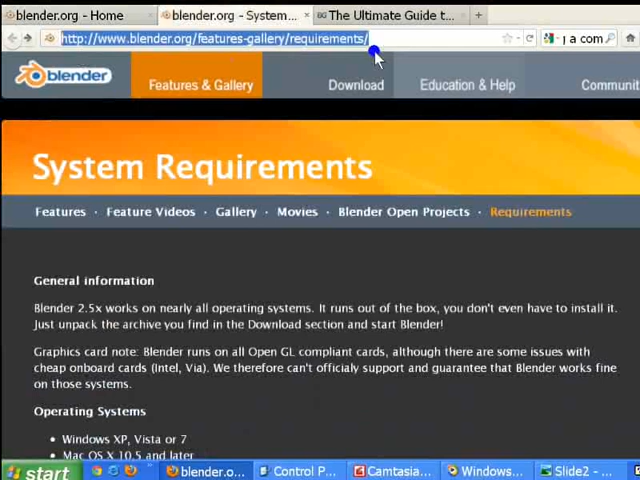 blender.org - Home
blender.org - System...
The Ultimate Guide t...
http://www.blender.org/features-gallery/requirements/
g a com
blender
Features & Gallery
Download
Education & Help
Communit
System Requirements
Features · Feature Videos · Gallery · Movies · Blender Open Projects · Requirements
General information
Blender 2.5x works on nearly all operating systems. It runs out of the box, you don't even have to install it.
Just unpack the archive you find in the Download section and start Blender!
Graphics card note: Blender runs on all Open GL compliant cards, although there are some issues with
cheap onboard cards (Intel, Via). We therefore can't officialy support and guarantee that Blender works fine
on those systems.
Operating Systems
Windows XP, Vista or 7
Mac OS X 10.5 and later
start
blender.o...
Control P...
Camtasia...
Windows...
Slide2 - ...